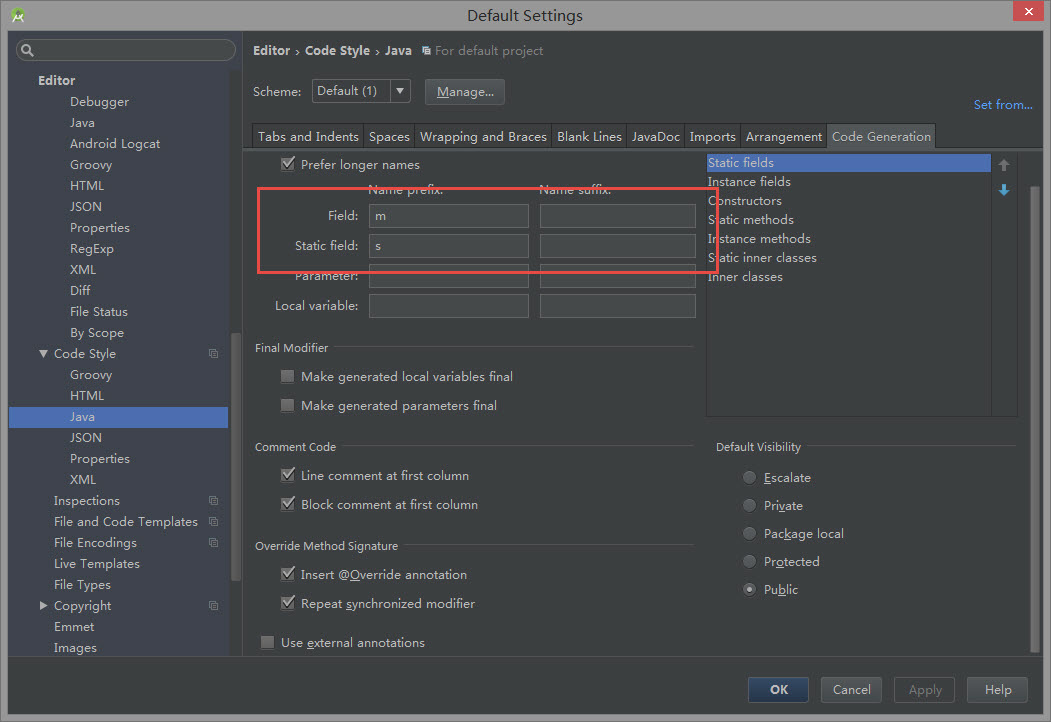 Default Settings
Editor
Debugger
Java
Android Logcat
Groovy
HTML
JSON
Properties
RegExp
XML
Diff
File Status
By Scope
Code Style
Groovy
HTML
Java
JSON
Properties
XML
Inspections
File and Code Templates
File Encodings
Live Templates
File Types
Copyright
Emmet
Images
Editor › Code Style › Java For default project
Scheme: Default (1) Manage...
Set from...
Tabs and Indents Spaces Wrapping and Braces Blank Lines JavaDoc Imports Arrangement Code Generation
Prefer longer names
Name prefix: Name suffix:
Field: m
Static field: s
Parameter:
Local variable:
Final Modifier
Make generated local variables final
Make generated parameters final
Comment Code
Line comment at first column
Block comment at first column
Override Method Signature
Insert @Override annotation
Repeat synchronized modifier
Use external annotations
Static fields
Instance fields
Constructors
Static methods
Instance methods
Static inner classes
Inner classes
Default Visibility
Escalate
Private
Package local
Protected
Public
OK Cancel Apply Help